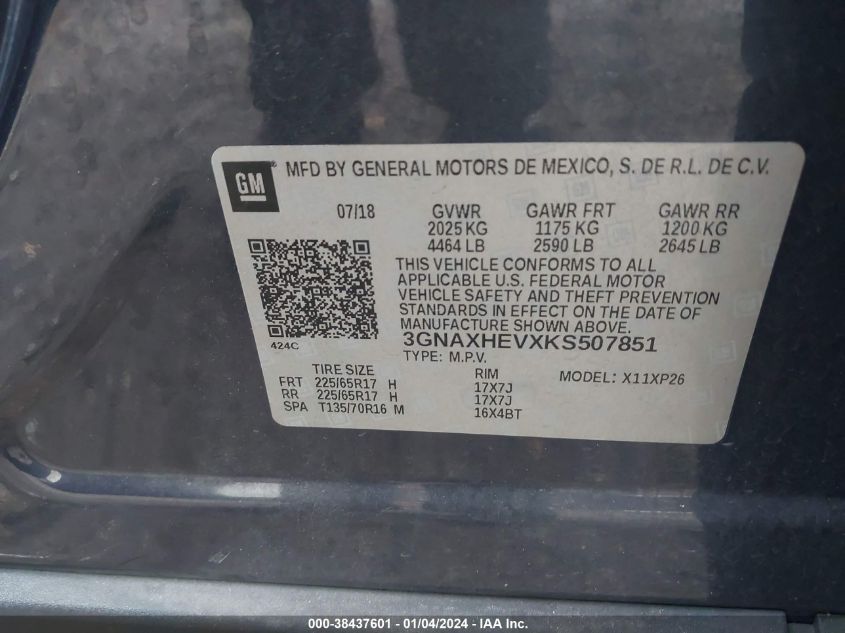 GM
MFD BY GENERAL MOTORS DE MEXICO, S. DE R.L. DE C.V.
07/18 GVWR GAWR FRT GAWR RR
2025 KG 1175 KG 1200 KG
4464 LB 2590 LB 2645 LB
THIS VEHICLE CONFORMS TO ALL
APPLICABLE U.S. FEDERAL MOTOR
VEHICLE SAFETY AND THEFT PREVENTION
STANDARDS IN EFFECT ON THE DATE OF
MANUFACTURE SHOWN ABOVE.
424C
3GNAXHEVXKS507851
TYPE: M.P.V.
TIRE SIZE RIM MODEL: X11XP26
FRT 225/65R17 H 17X7J
RR 225/65R17 H 17X7J
SPA T135/70R16 M 16X4BT
000-38437601 - 01/04/2024 - IAAI Inc.